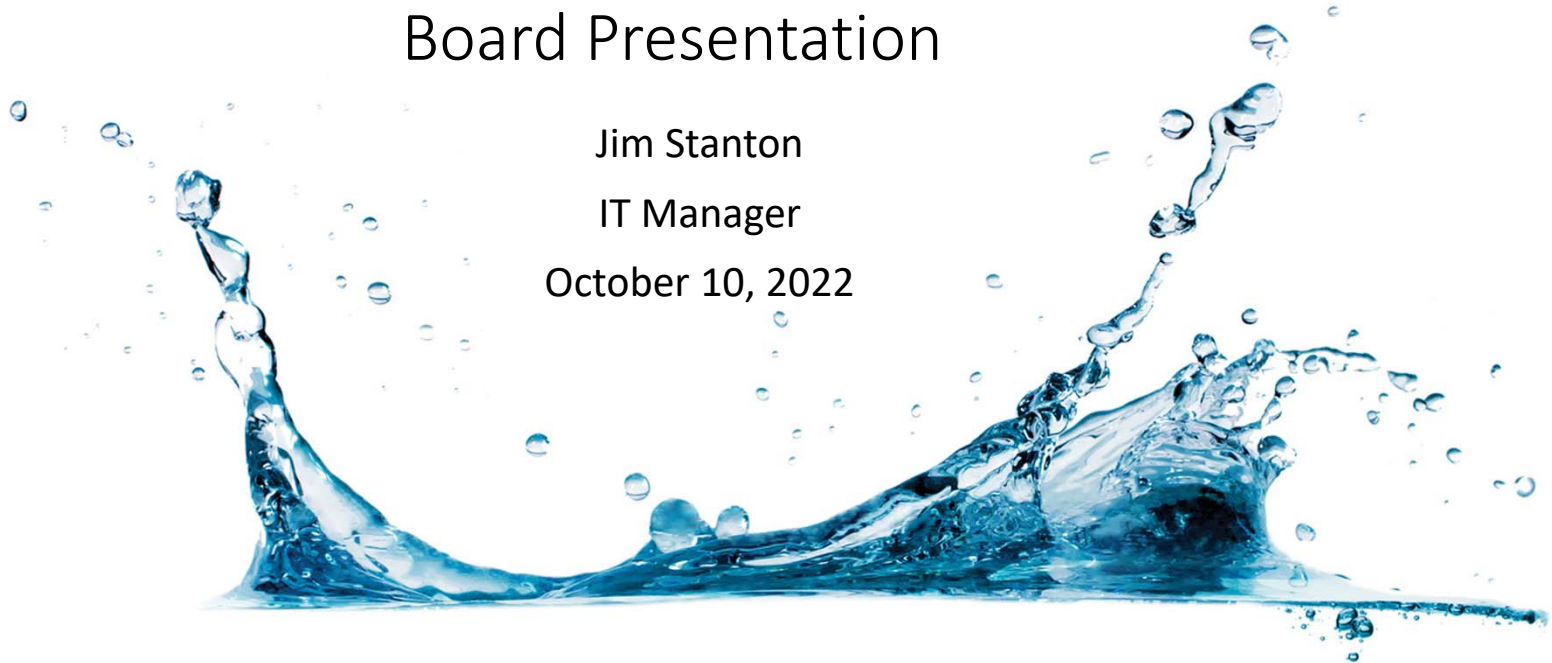 Board Presentation
Jim Stanton
IT Manager
October 10, 2022